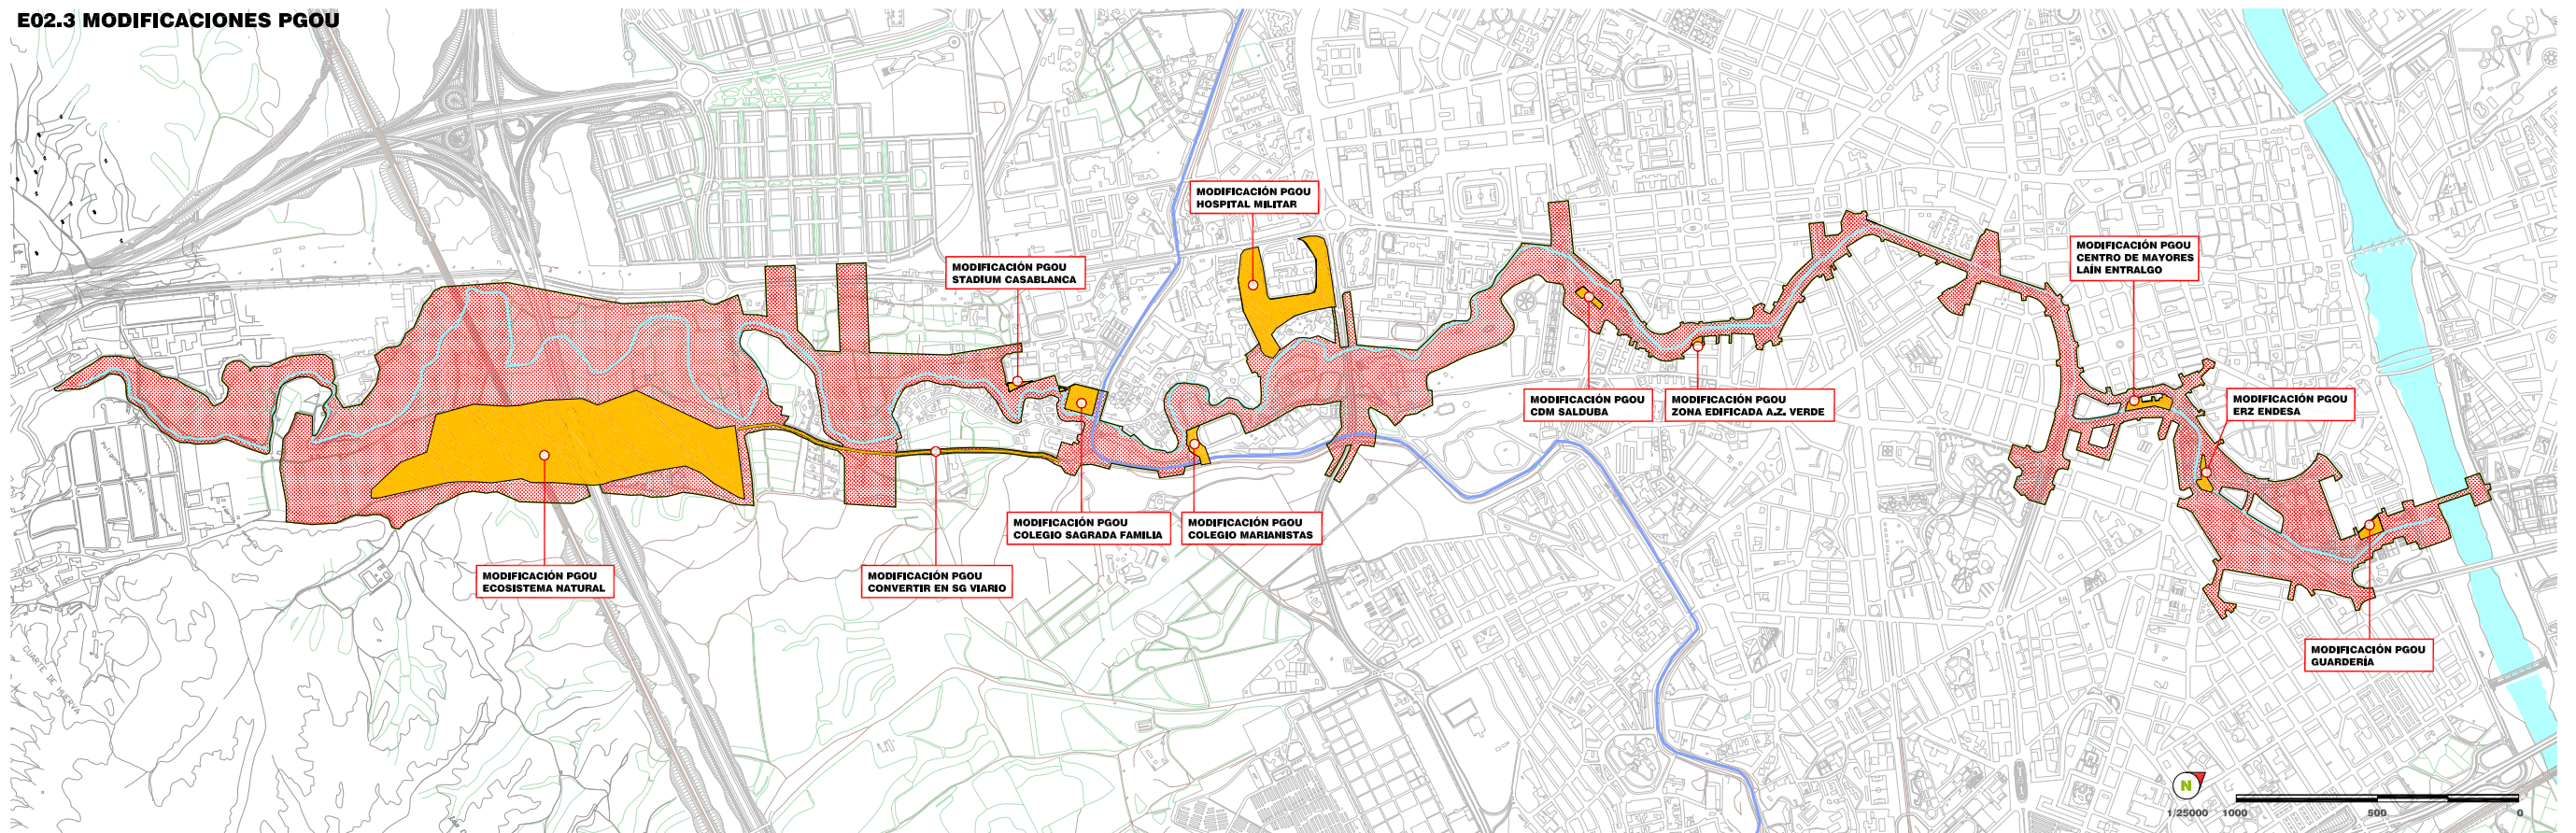 E02.3 MODIFICACIONES PGOU
MODIFICACIÓN PGOU
HOSPITAL MILITAR
MODIFICACIÓN PGOU
STADIUM CASABLANCA
MODIFICACIÓN PGOU
CENTRO DE MAYORES
LAÍN ENTRALGO
MODIFICACIÓN PGOU
CDM SALDUBA
MODIFICACIÓN PGOU
ZONA EDIFICADA A.Z. VERDE
MODIFICACIÓN PGOU
ERZ ENDESA
MODIFICACIÓN PGOU
COLEGIO SAGRADA FAMILIA
MODIFICACIÓN PGOU
COLEGIO MARIANISTAS
MODIFICACIÓN PGOU
ECOSISTEMA NATURAL
MODIFICACIÓN PGOU
CONVERTIR EN SG VIARIO
MODIFICACIÓN PGOU
GUARDERÍA
CUARTE DE HUERVA
N
1/25000 1000 500 0